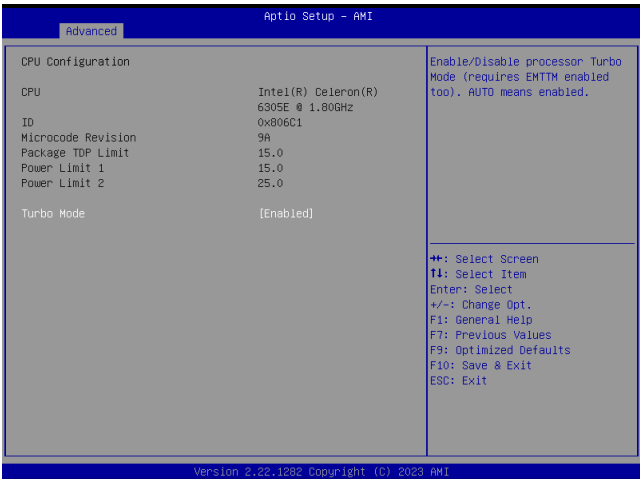 Aptio Setup - AMI
Advanced
CPU Configuration
CPU Intel(R) Celeron(R)
6305E @ 1.80GHz
ID 0x806C1
Microcode Revision 9A
Package TDP Limit 15.0
Power Limit 1 15.0
Power Limit 2 25.0
Turbo Mode [Enabled]
Enable/Disable processor Turbo
Mode (requires EMTTM enabled
too). AUTO means enabled.
→←: Select Screen
↑↓: Select Item
Enter: Select
+/-: Change Opt.
F1: General Help
F7: Previous Values
F9: Optimized Defaults
F10: Save & Exit
ESC: Exit
Version 2.22.1282 Copyright (C) 2023 AMI